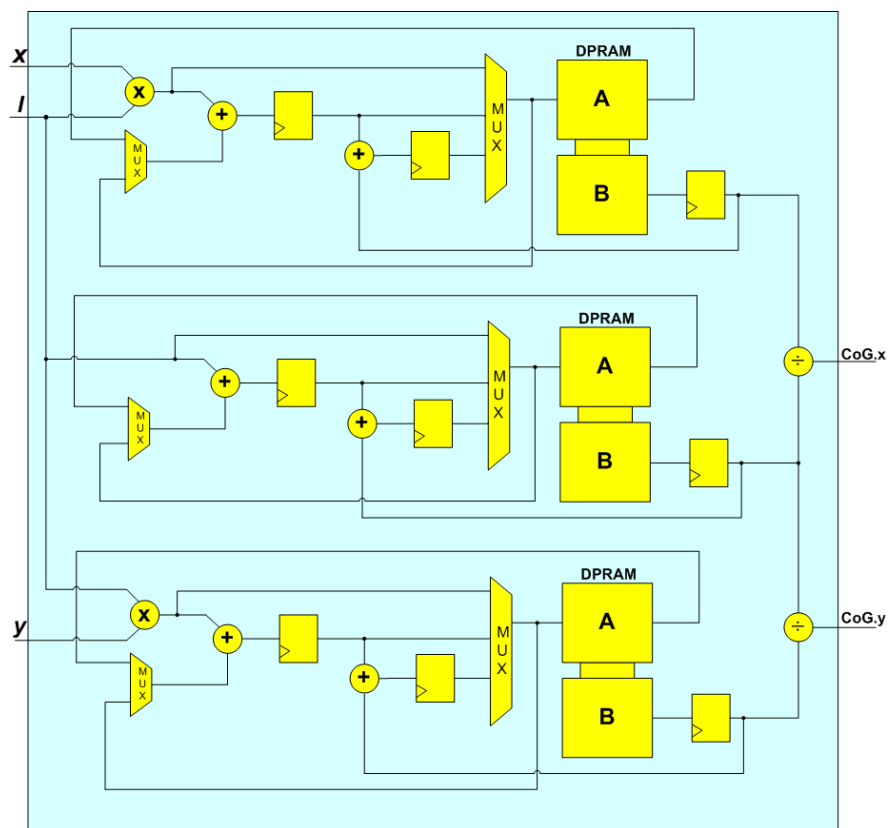 x
DPRAM
x
A
I
+
MUX
MUX
+
B
DPRAM
A
+
MUX
÷
CoG.x
MUX
+
B
DPRAM
x
A
+
MUX
÷
CoG.y
y
MUX
+
B